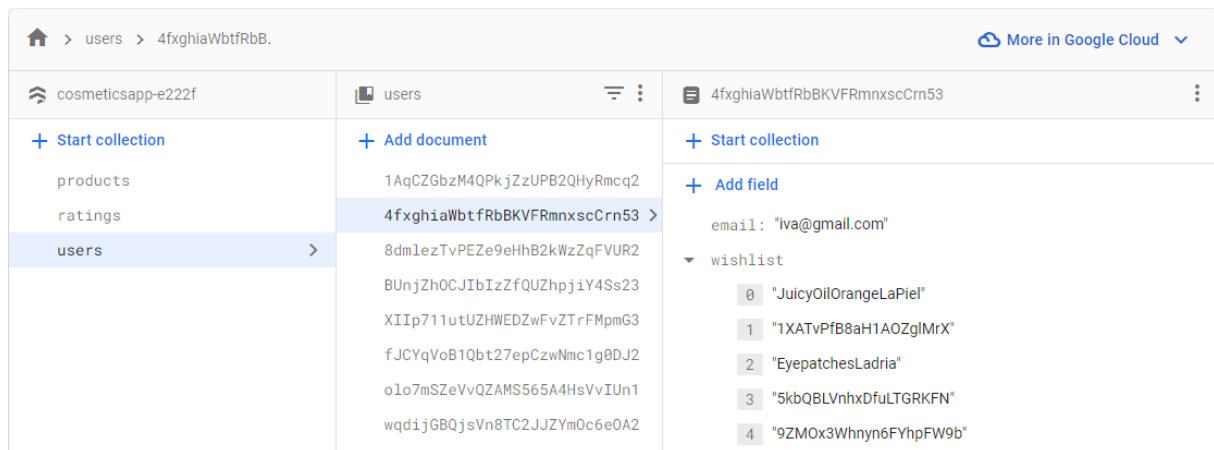 users > 4fxghiaWbtfRbB.
More in Google Cloud
cosmeticsapp-e222f
+ Start collection
products
ratings
users
users
+ Add document
1AqCZGbzM4QPkjZzUPB2QHyRmcq2
4fxghiaWbtfRbBKVFRmnxscCrn53
8dmlezTvPEZe9eHhB2kWzZqFVUR2
BUnjZhOCJIbIzZfQUZhpjiY4Ss23
XIIp711utUZHWEDZwFvZTrFMpmG3
fJCYqVoB1Qbt27epCzwNmc1g0DJ2
olo7mSZeVvQZAMS565A4HsVvIUn1
wqdijGBQjsVn8TC2JJZYmOc6eOA2
4fxghiaWbtfRbBKVFRmnxscCrn53
+ Start collection
+ Add field
email: "iva@gmail.com"
wishlist
0 "JuicyOilOrangeLaPiel"
1 "1XATvPfB8aH1AOZglMrX"
2 "EyepatchesLadria"
3 "5kbQBLVnhxDfuLTGRKFN"
4 "9ZMOx3Whnyn6FYhpFW9b"